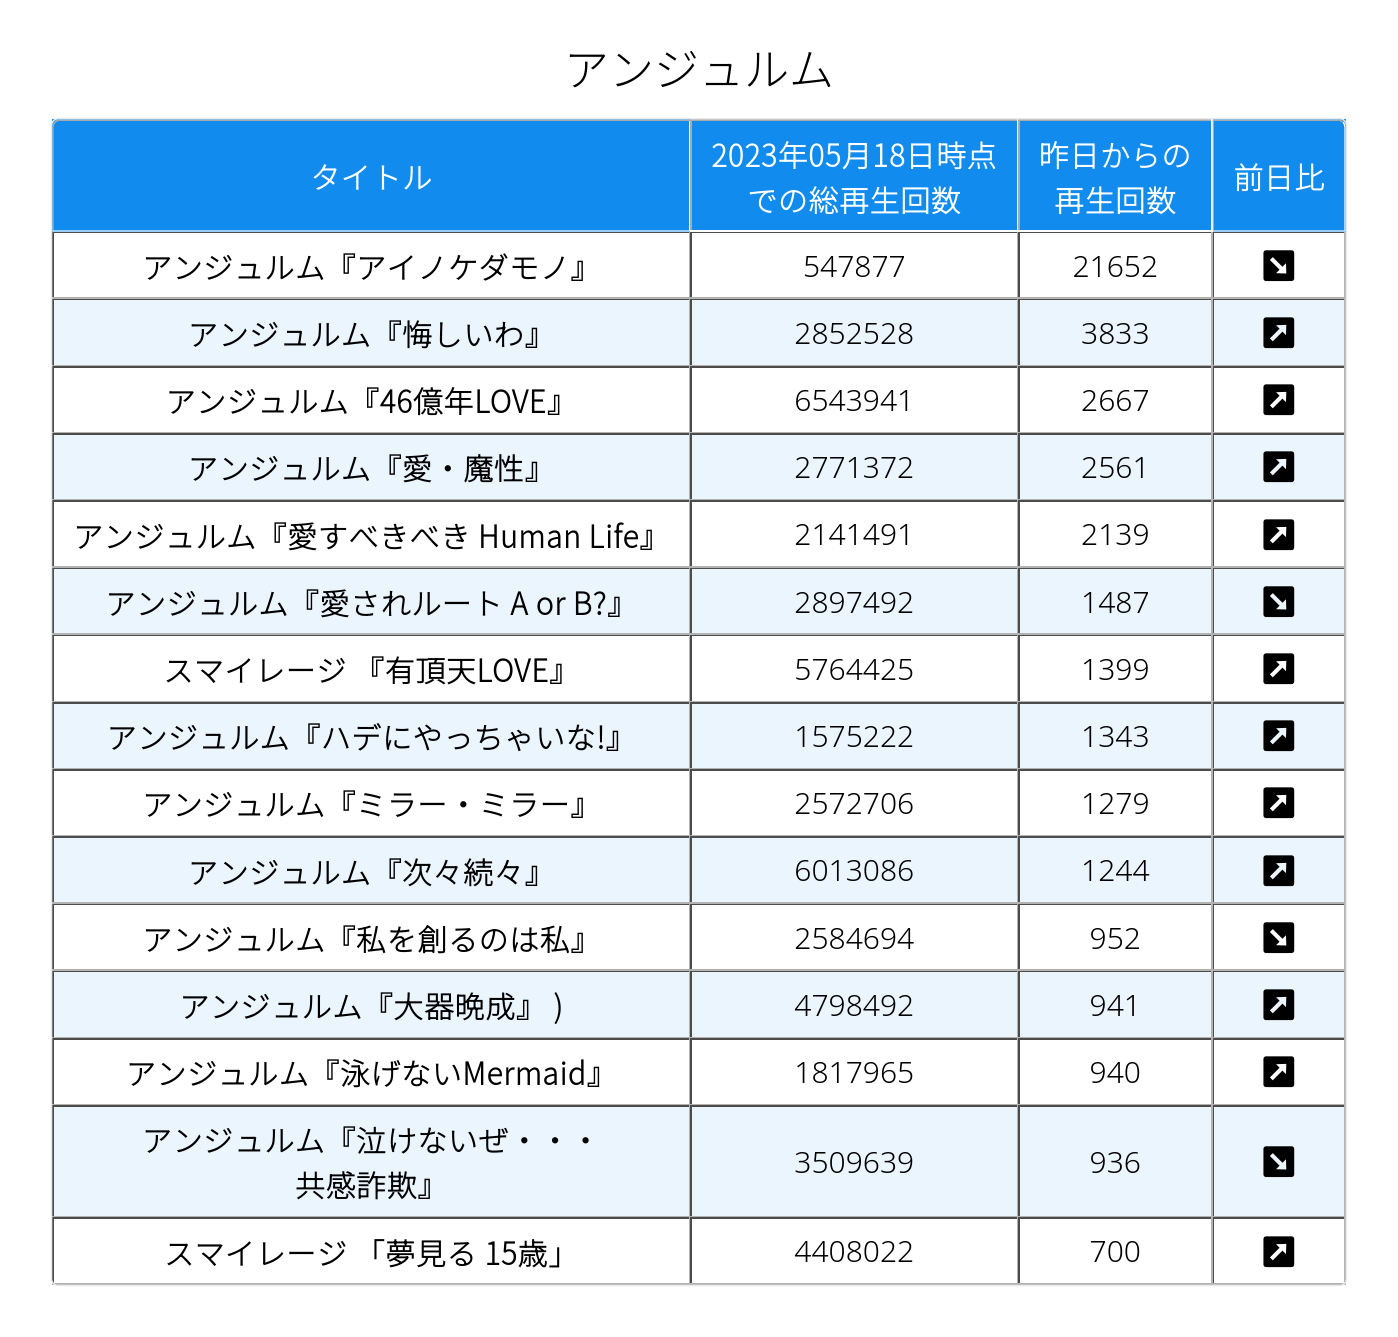 アンジュルム
タイトル 2023年05月18日時点での総再生回数 昨日からの再生回数 前日比
アンジュルム『アイノケダモノ』 547877 21652 ↘
アンジュルム『悔しいわ』 2852528 3833 ↗
アンジュルム『46億年LOVE』 6543941 2667 ↗
アンジュルム『愛・魔性』 2771372 2561 ↗
アンジュルム『愛すべきべき Human Life』 2141491 2139 ↗
アンジュルム『愛されルート A or B?』 2897492 1487 ↘
スマイレージ 『有頂天LOVE』 5764425 1399 ↗
アンジュルム『ハデにやっちゃいな!』 1575222 1343 ↗
アンジュルム『ミラー・ミラー』 2572706 1279 ↗
アンジュルム『次々続々』 6013086 1244 ↗
アンジュルム『私を創るのは私』 2584694 952 ↘
アンジュルム『大器晩成』 ) 4798492 941 ↗
アンジュルム『泳げないMermaid』 1817965 940 ↗
アンジュルム『泣けないぜ・・・共感詐欺』 3509639 936 ↘
スマイレージ 「夢見る 15歳」 4408022 700 ↗